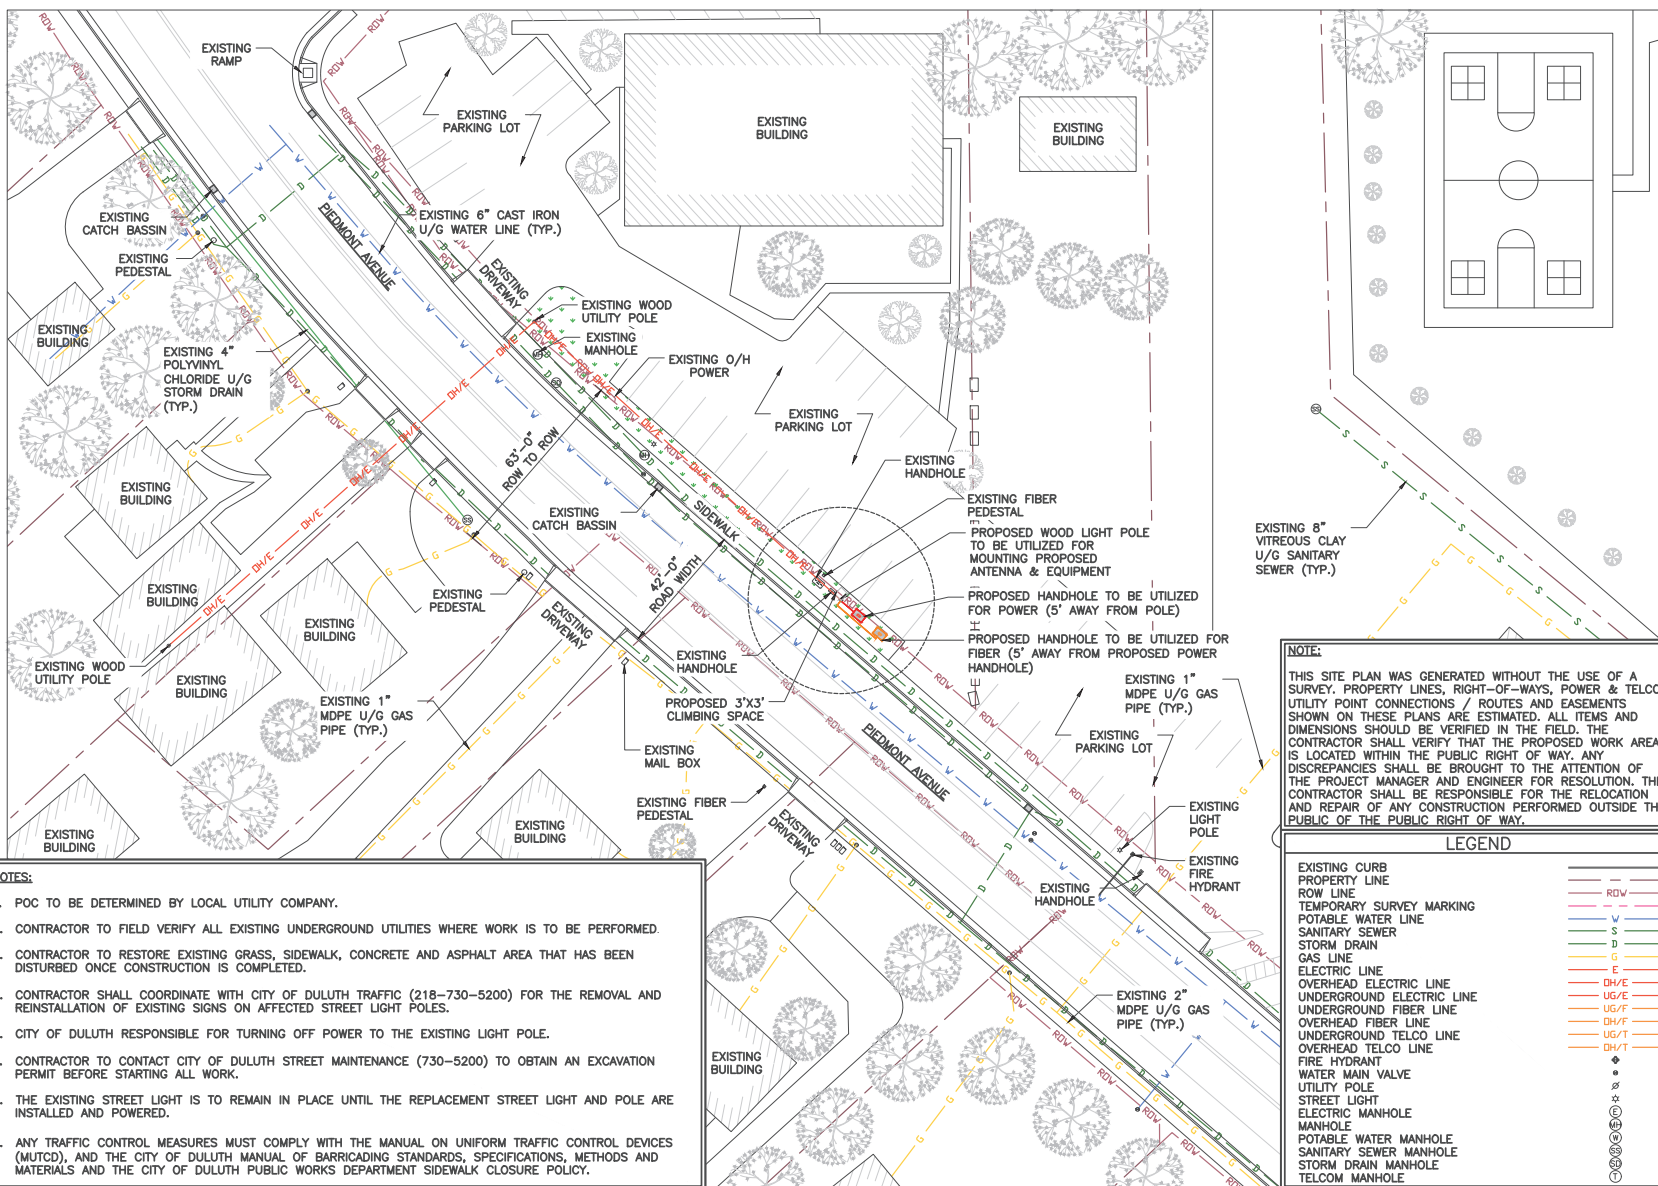 EXISTING
RAMP
EXISTING
PARKING LOT
EXISTING
BUILDING
EXISTING
BUILDING
EXISTING
CATCH BASSIN
EXISTING
PEDESTAL
PIEDMONT AVENUE
EXISTING 6" CAST IRON
U/G WATER LINE (TYP.)
EXISTING
DRIVEWAY
EXISTING WOOD
UTILITY POLE
EXISTING
MANHOLE
EXISTING O/H
POWER
EXISTING
BUILDING
EXISTING 4"
POLYVINYL
CHLORIDE U/G
STORM DRAIN
(TYP.)
EXISTING
PARKING LOT
63'-0"
ROW TO ROW
EXISTING
HANDHOLE
EXISTING
BUILDING
EXISTING
CATCH BASSIN
SIDEWALK
EXISTING FIBER
PEDESTAL
PROPOSED WOOD LIGHT POLE
TO BE UTILIZED FOR
MOUNTING PROPOSED
ANTENNA & EQUIPMENT
EXISTING 8"
VITREOUS CLAY
U/G SANITARY
SEWER (TYP.)
EXISTING
BUILDING
EXISTING
PEDESTAL
42'-0"
ROAD WIDTH
PROPOSED HANDHOLE TO BE UTILIZED
FOR POWER (5' AWAY FROM POLE)
EXISTING
BUILDING
EXISTING
DRIVEWAY
PROPOSED HANDHOLE TO BE UTILIZED FOR
FIBER (5' AWAY FROM PROPOSED POWER
HANDHOLE)
EXISTING WOOD
UTILITY POLE
EXISTING
BUILDING
EXISTING
HANDHOLE
EXISTING 1"
MDPE U/G GAS
PIPE (TYP.)
PROPOSED 3'X3'
CLIMBING SPACE
EXISTING 1"
MDPE U/G GAS
PIPE (TYP.)
EXISTING
MAIL BOX
PIEDMONT AVENUE
EXISTING
PARKING LOT
EXISTING FIBER
PEDESTAL
EXISTING
DRIVEWAY
EXISTING
BUILDING
EXISTING
BUILDING
EXISTING
LIGHT
POLE
EXISTING
FIRE
HYDRANT
EXISTING
HANDHOLE
EXISTING 2"
MDPE U/G GAS
PIPE (TYP.)
EXISTING
BUILDING
NOTE:
THIS SITE PLAN WAS GENERATED WITHOUT THE USE OF A
SURVEY. PROPERTY LINES, RIGHT-OF-WAYS, POWER & TELCO
UTILITY POINT CONNECTIONS / ROUTES AND EASEMENTS
SHOWN ON THESE PLANS ARE ESTIMATED. ALL ITEMS AND
DIMENSIONS SHOULD BE VERIFIED IN THE FIELD. THE
CONTRACTOR SHALL VERIFY THAT THE PROPOSED WORK AREA
IS LOCATED WITHIN THE PUBLIC RIGHT OF WAY. ANY
DISCREPANCIES SHALL BE BROUGHT TO THE ATTENTION OF
THE PROJECT MANAGER AND ENGINEER FOR RESOLUTION. THE
CONTRACTOR SHALL BE RESPONSIBLE FOR THE RELOCATION
AND REPAIR OF ANY CONSTRUCTION PERFORMED OUTSIDE TH
PUBLIC OF THE PUBLIC RIGHT OF WAY.
LEGEND
EXISTING CURB
PROPERTY LINE
ROW LINE ROW
TEMPORARY SURVEY MARKING
POTABLE WATER LINE W
SANITARY SEWER S
STORM DRAIN D
GAS LINE G
ELECTRIC LINE E
OVERHEAD ELECTRIC LINE OH/E
UNDERGROUND ELECTRIC LINE UG/E
UNDERGROUND FIBER LINE UG/F
OVERHEAD FIBER LINE OH/F
UNDERGROUND TELCO LINE UG/T
OVERHEAD TELCO LINE OH/T
FIRE HYDRANT
WATER MAIN VALVE
UTILITY POLE
STREET LIGHT
ELECTRIC MANHOLE E
MANHOLE MH
POTABLE WATER MANHOLE W
SANITARY SEWER MANHOLE SS
STORM DRAIN MANHOLE SD
TELCOM MANHOLE T
OTES:
. POC TO BE DETERMINED BY LOCAL UTILITY COMPANY.
. CONTRACTOR TO FIELD VERIFY ALL EXISTING UNDERGROUND UTILITIES WHERE WORK IS TO BE PERFORMED.
. CONTRACTOR TO RESTORE EXISTING GRASS, SIDEWALK, CONCRETE AND ASPHALT AREA THAT HAS BEEN
DISTURBED ONCE CONSTRUCTION IS COMPLETED.
. CONTRACTOR SHALL COORDINATE WITH CITY OF DULUTH TRAFFIC (218-730-5200) FOR THE REMOVAL AND
REINSTALLATION OF EXISTING SIGNS ON AFFECTED STREET LIGHT POLES.
. CITY OF DULUTH RESPONSIBLE FOR TURNING OFF POWER TO THE EXISTING LIGHT POLE.
. CONTRACTOR TO CONTACT CITY OF DULUTH STREET MAINTENANCE (730-5200) TO OBTAIN AN EXCAVATION
PERMIT BEFORE STARTING ALL WORK.
. THE EXISTING STREET LIGHT IS TO REMAIN IN PLACE UNTIL THE REPLACEMENT STREET LIGHT AND POLE ARE
INSTALLED AND POWERED.
. ANY TRAFFIC CONTROL MEASURES MUST COMPLY WITH THE MANUAL ON UNIFORM TRAFFIC CONTROL DEVICES
(MUTCD), AND THE CITY OF DULUTH MANUAL OF BARRICADING STANDARDS, SPECIFICATIONS, METHODS AND
MATERIALS AND THE CITY OF DULUTH PUBLIC WORKS DEPARTMENT SIDEWALK CLOSURE POLICY.